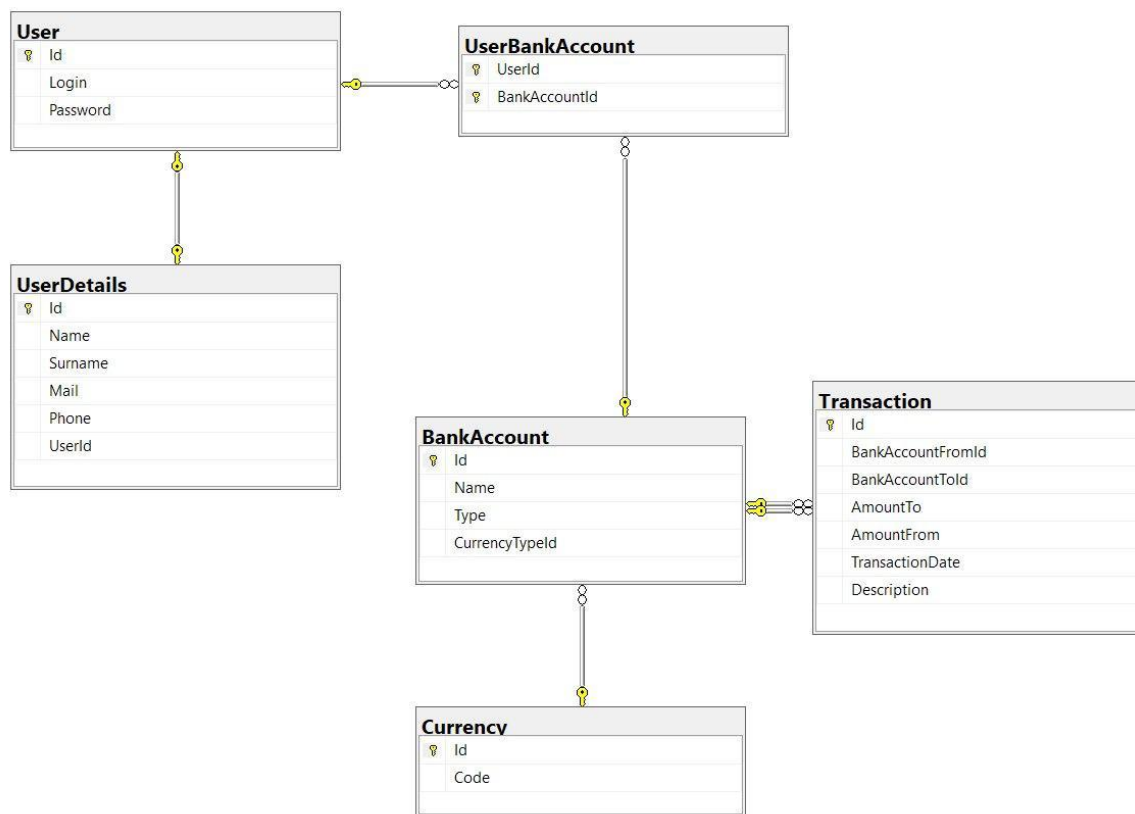 User
Id
Login
Password
UserBankAccount
UserId
BankAccountId
UserDetails
Id
Name
Surname
Mail
Phone
UserId
BankAccount
Id
Name
Type
CurrencyTypeId
Transaction
Id
BankAccountFromId
BankAccountToId
AmountTo
AmountFrom
TransactionDate
Description
Currency
Id
Code